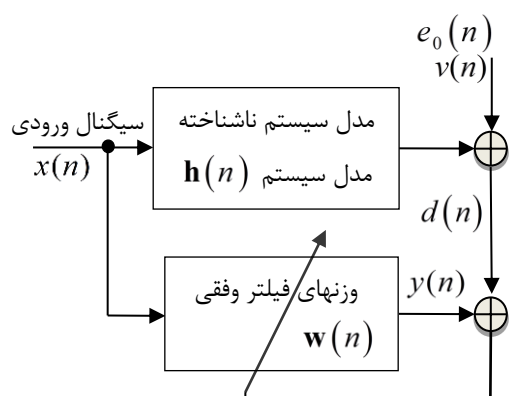 e₀(n)
v(n)
سیگنال ورودی
x(n)
مدل سیستم ناشناخته
مدل سیستم h(n)
d(n)
وزنهای فیلتر وفقی
w(n)
y(n)